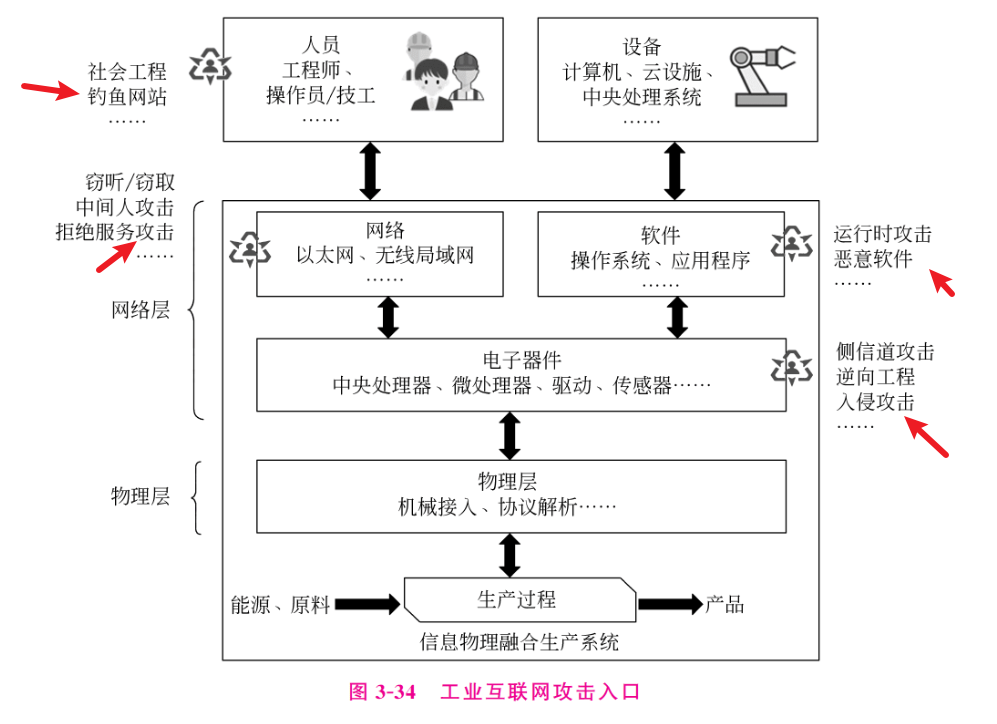 人员
工程师、
操作员/技工
……
设备
计算机、云设施、
中央处理系统
……
社会工程
钓鱼网站
……
窃听/窃取
中间人攻击
拒绝服务攻击
……
网络
以太网、无线局域网
……
软件
操作系统、应用程序
……
运行时攻击
恶意软件
……
网络层
电子器件
中央处理器、微处理器、驱动、传感器……
侧信道攻击
逆向工程
入侵攻击
……
物理层
物理层
机械接入、协议解析……
能源、原料
生产过程
产品
信息物理融合生产系统
图 3-34 工业互联网攻击入口